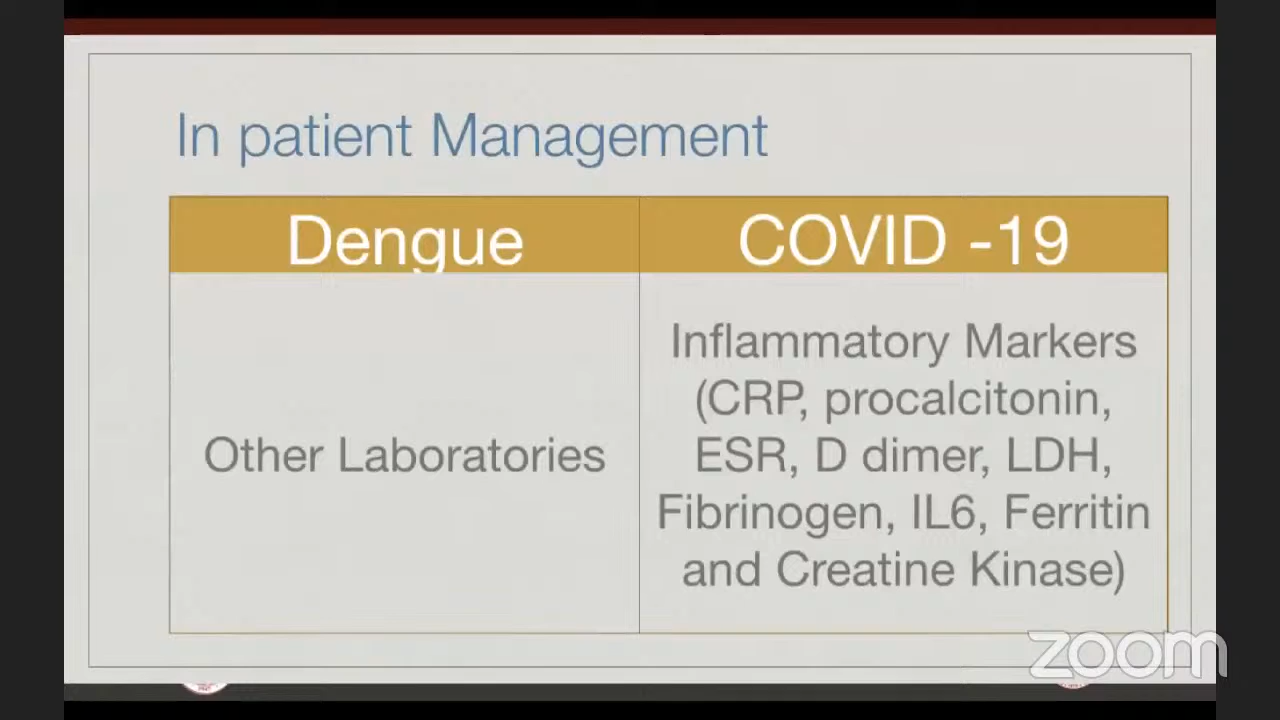 In patient Management
Dengue
COVID -19
Other Laboratories
Inflammatory Markers
(CRP, procalcitonin,
ESR, D dimer, LDH,
Fibrinogen, IL6, Ferritin
and Creatine Kinase)
zoom